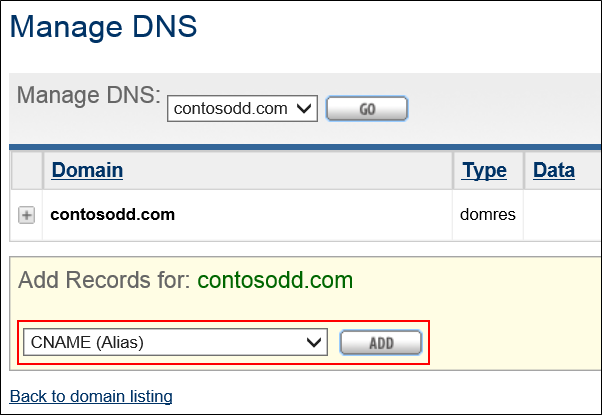 Manage DNS
Manage DNS: contosodd.com GO
Domain Type Data
contosodd.com domres
Add Records for: contosodd.com
CNAME (Alias) ADD
Back to domain listing